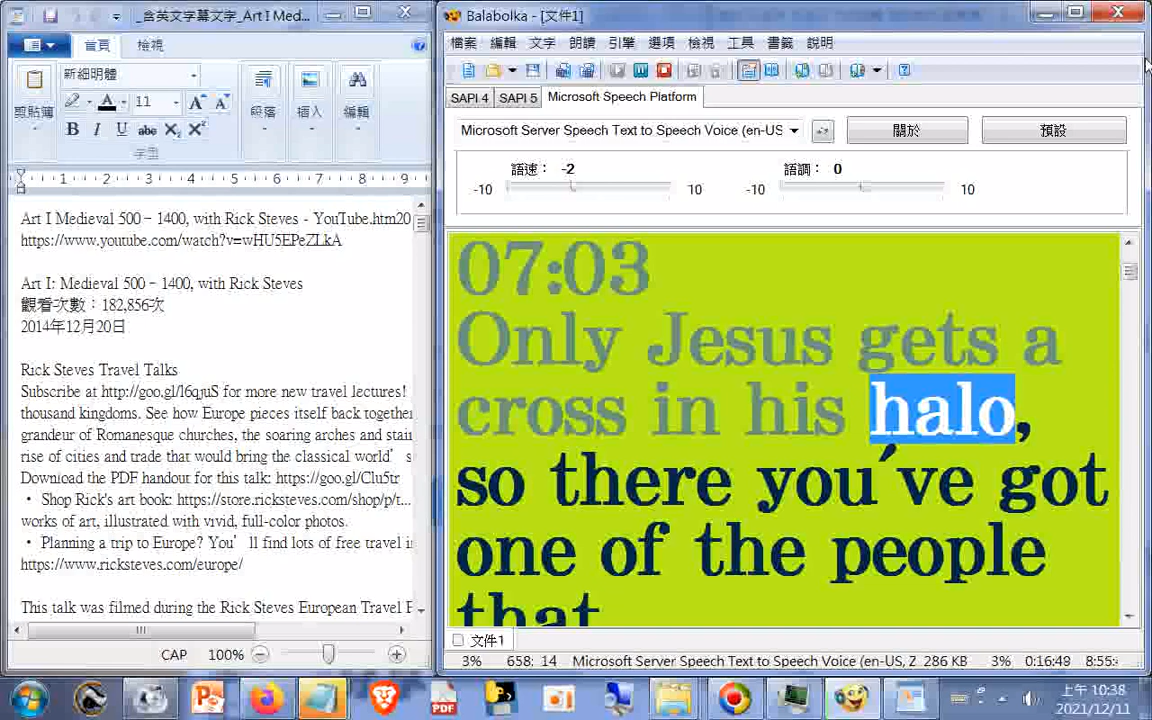 _含英文字幕文字_Art I Med...
首頁
檢視
剪貼簿
新細明體
11
B I U abc X₂ X²
字型
段落
插入
編輯
1 2 3 4 5 6 7 8 9
Art I Medieval 500－1400, with Rick Steves - YouTube.htm20
https://www.youtube.com/watch?v=wHU5EPeZLkA
Art I: Medieval 500－1400, with Rick Steves
觀看次數：182,856次
2014年12月20日
Rick Steves Travel Talks
Subscribe at http://goo.gl/l6qjuS for more new travel lectures!
thousand kingdoms. See how Europe pieces itself back together
grandeur of Romanesque churches, the soaring arches and stai
rise of cities and trade that would bring the classical world’s
Download the PDF handout for this talk: https://goo.gl/Clu5tr
• Shop Rick's art book: https://store.ricksteves.com/shop/p/t...
works of art, illustrated with vivid, full-color photos.
• Planning a trip to Europe? You’ll find lots of free travel i
https://www.ricksteves.com/europe/
This talk was filmed during the Rick Steves European Travel F
CAP 100%
Balabolka - [文件1]
檔案 編輯 文字 朗讀 引擎 選項 檢視 工具 書籤 說明
SAPI 4 SAPI 5 Microsoft Speech Platform
Microsoft Server Speech Text to Speech Voice (en-US
關於
預設
語速： -2
語調： 0
-10 10 -10 10
07:03
Only Jesus gets a
cross in his halo,
so there you´ve got
one of the people
that
文件1
3% 658: 14 Microsoft Server Speech Text to Speech Voice (en-US, Z 286 KB 3% 0:16:49 8:55:
PDF
上午 10:38
2021/12/11